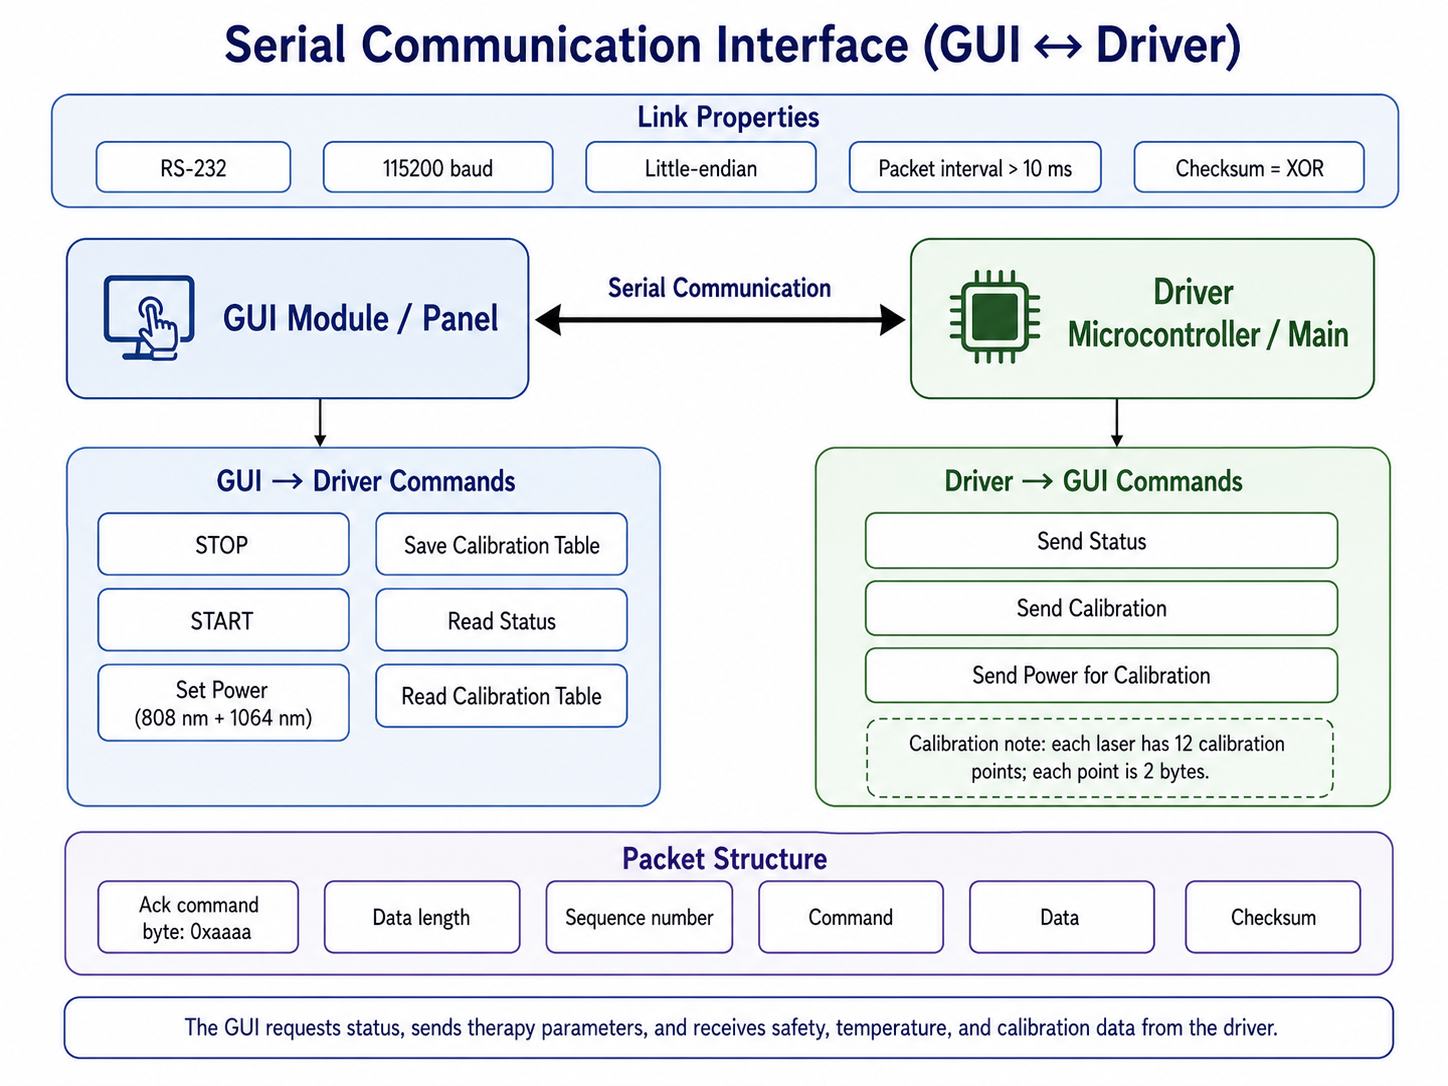 Serial Communication Interface (GUI ↔ Driver)
Link Properties
RS-232
115200 baud
Little-endian
Packet interval > 10 ms
Checksum = XOR
GUI Module / Panel
Serial Communication
Driver
Microcontroller / Main
GUI → Driver Commands
STOP
Save Calibration Table
START
Read Status
Set Power
(808 nm + 1064 nm)
Read Calibration Table
Driver → GUI Commands
Send Status
Send Calibration
Send Power for Calibration
Calibration note: each laser has 12 calibration
points; each point is 2 bytes.
Packet Structure
Ack command
byte: 0xaaaa
Data length
Sequence number
Command
Data
Checksum
The GUI requests status, sends therapy parameters, and receives safety, temperature, and calibration data from the driver.